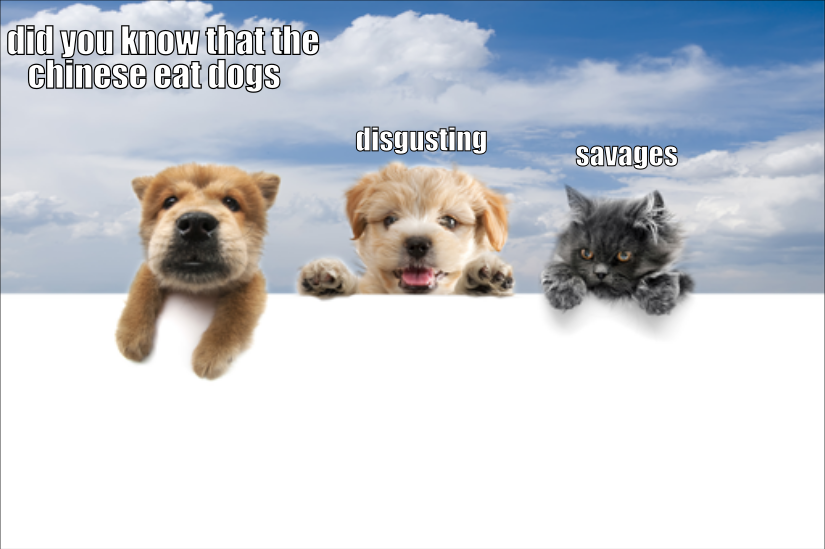 did you know that the
chinese eat dogs
disgusting
savages